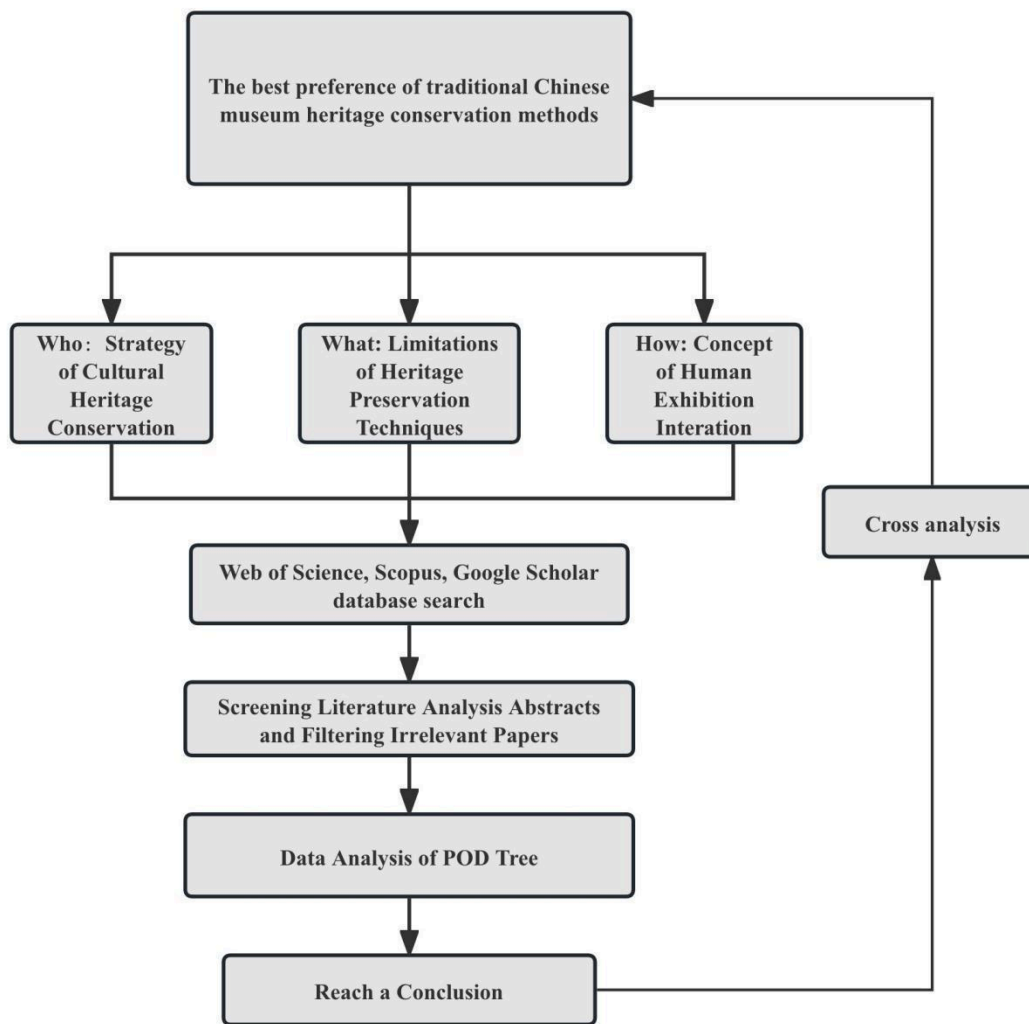 The best preference of traditional Chinese
museum heritage conservation methods
Who： Strategy
of Cultural
Heritage
Conservation
What: Limitations
of Heritage
Preservation
Techniques
How: Concept
of Human
Exhibition
Interation
Cross analysis
Web of Science, Scopus, Google Scholar
database search
Screening Literature Analysis Abstracts
and Filtering Irrelevant Papers
Data Analysis of POD Tree
Reach a Conclusion